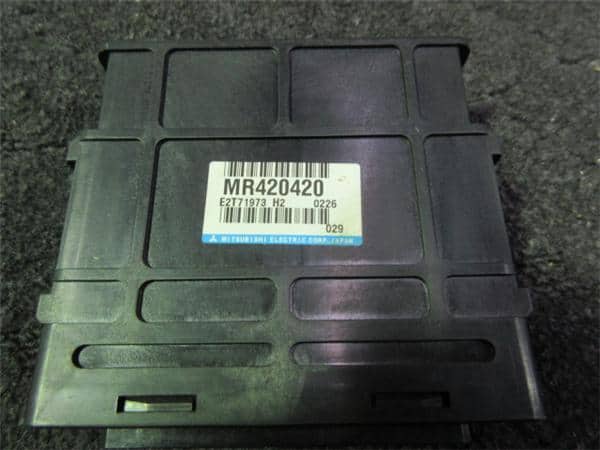 MR420420
E2T71973 H2 0226
029
MITSUBISHI ELECTRIC CORP. JAPAN